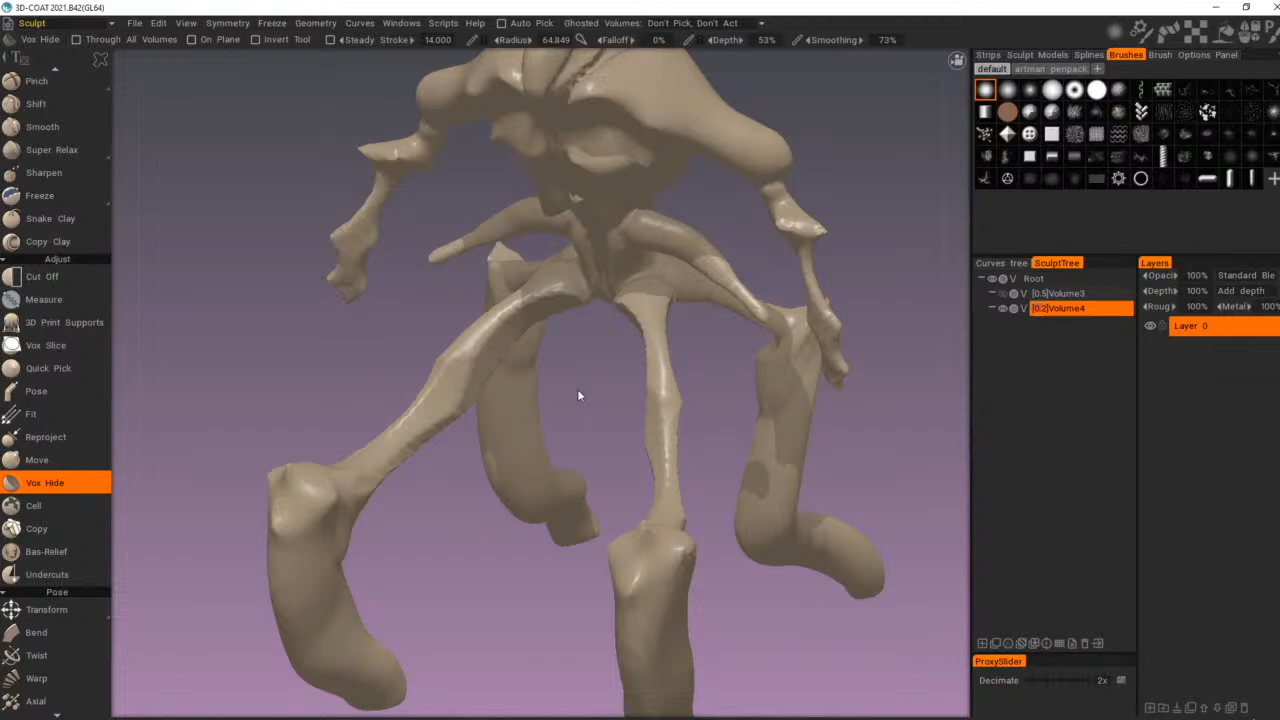 3D-COAT 2021.B42(GL64)
Sculpt File Edit View Symmetry Freeze Geometry Curves Windows Scripts Help Auto Pick Ghosted Volumes: Don't Pick, Don't Act
Vox Hide Through All Volumes On Plane Invert Tool Steady Stroke 14.000 Radius 64.849 Falloff 0% Depth 53% Smoothing 73%
Strips Sculpt Models Splines Brushes Brush Options Panel
default artman penpack
Pinch
Shift
Smooth
Super Relax
Sharpen
Freeze
Snake Clay
Copy Clay
Adjust
Cut Off
Measure
3D Print Supports
Vox Slice
Quick Pick
Pose
Fit
Reproject
Move
Vox Hide
Cell
Copy
Bas-Relief
Undercuts
Pose
Transform
Bend
Twist
Warp
Axial
Curves tree SculptTree
V Root
V [0.5]Volume3
V [0.2]Volume4
ProxySlider
Decimate 2x
Layers
Opaci 100% Standard Ble
Depth 100% Add depth
Roug 100% Metal 100%
Layer 0